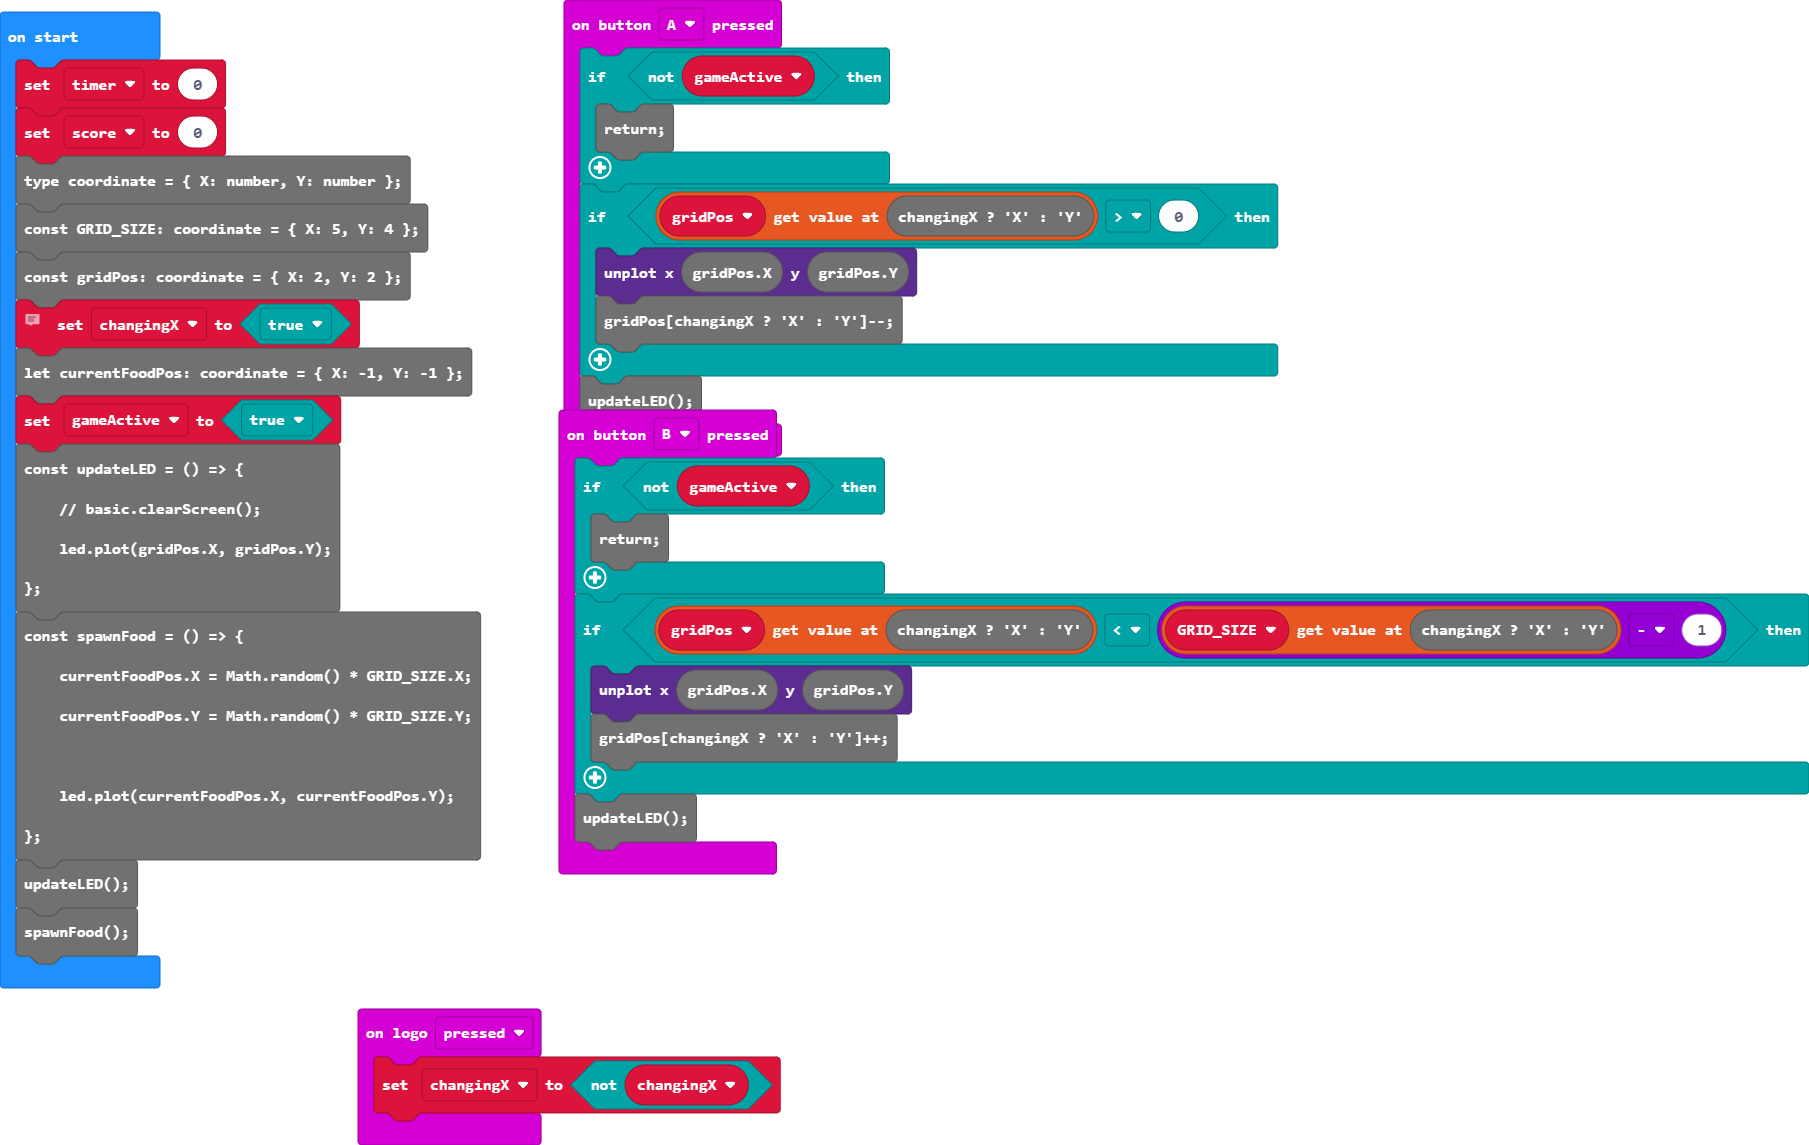 on start
set timer to 0
set score to 0
type coordinate = { X: number, Y: number };
const GRID_SIZE: coordinate = { X: 5, Y: 4 };
const gridPos: coordinate = { X: 2, Y: 2 };
set changingX to true
let currentFoodPos: coordinate = { X: -1, Y: -1 };
set gameActive to true
const updateLED = () => {
// basic.clearScreen();
led.plot(gridPos.X, gridPos.Y);
};
const spawnFood = () => {
currentFoodPos.X = Math.random() * GRID_SIZE.X;
currentFoodPos.Y = Math.random() * GRID_SIZE.Y;
led.plot(currentFoodPos.X, currentFoodPos.Y);
};
updateLED();
spawnFood();
on button A pressed
if not gameActive then
return;
if gridPos get value at changingX ? 'X' : 'Y' > 0 then
unplot x gridPos.X y gridPos.Y
gridPos[changingX ? 'X' : 'Y']--;
updateLED();
on button B pressed
if not gameActive then
return;
if gridPos get value at changingX ? 'X' : 'Y' < GRID_SIZE get value at changingX ? 'X' : 'Y' - 1 then
unplot x gridPos.X y gridPos.Y
gridPos[changingX ? 'X' : 'Y']++;
updateLED();
on logo pressed
set changingX to not changingX